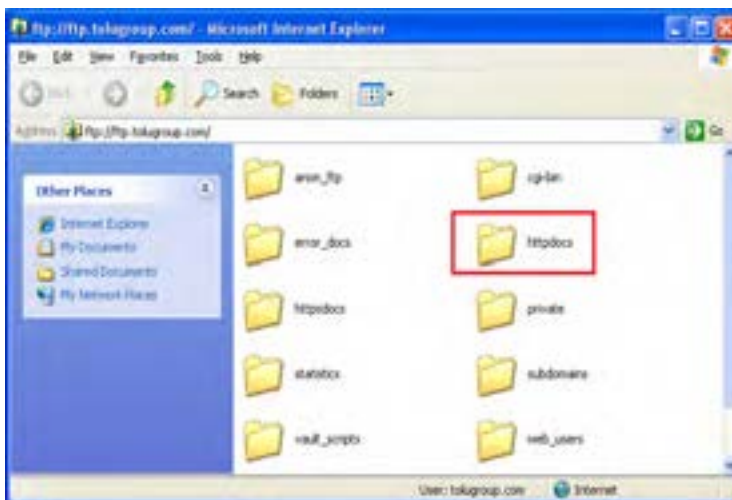 ftp://ftp.tolugroup.com/ - Microsoft Internet Explorer
File Edit View Favorites Tools Help
Search Folders
Address ftp://ftp.tolugroup.com/ Go
Other Places
Internet Explorer
My Documents
Shared Documents
My Network Places
anon_ftp
cgi-bin
error_docs
httpdocs
httpsdocs
private
statistics
subdomains
vault_scripts
web_users
User: tolugroup.com Internet